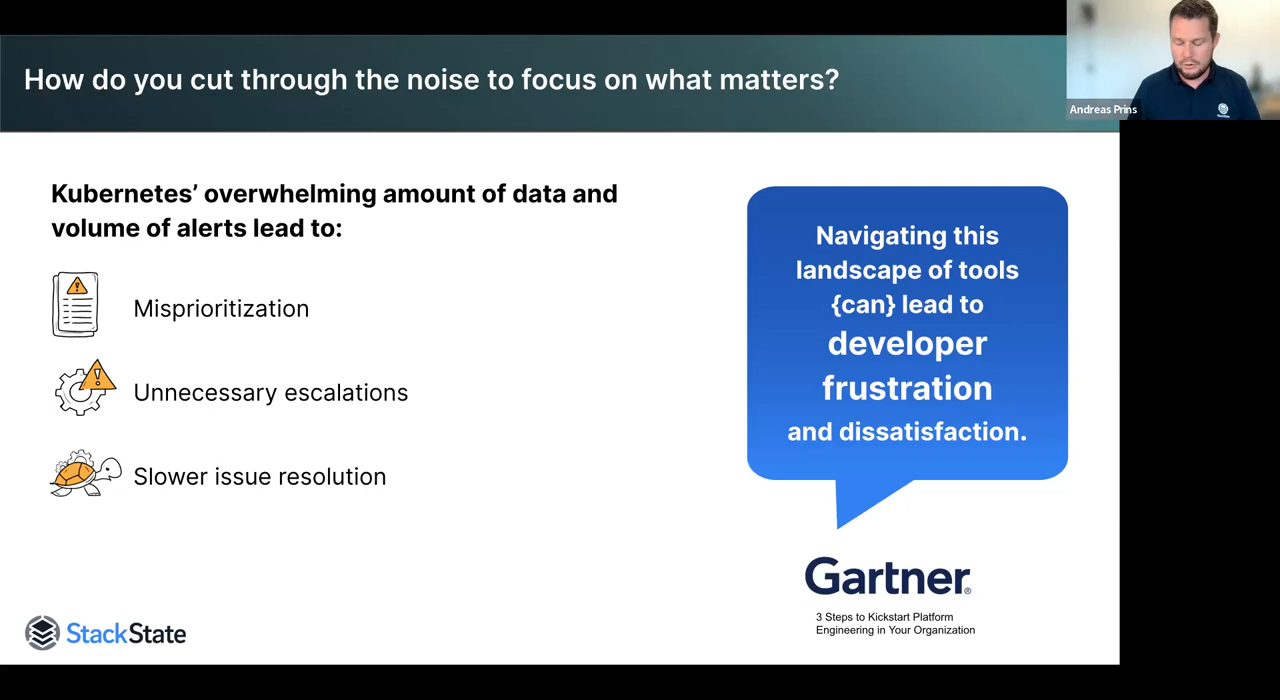 How do you cut through the noise to focus on what matters?
Andreas Prins
Kubernetes’ overwhelming amount of data and
volume of alerts lead to:
Misprioritization
Unnecessary escalations
Slower issue resolution
Navigating this
landscape of tools
{can} lead to
developer
frustration
and dissatisfaction.
Gartner®
3 Steps to Kickstart Platform
Engineering in Your Organization
StackState